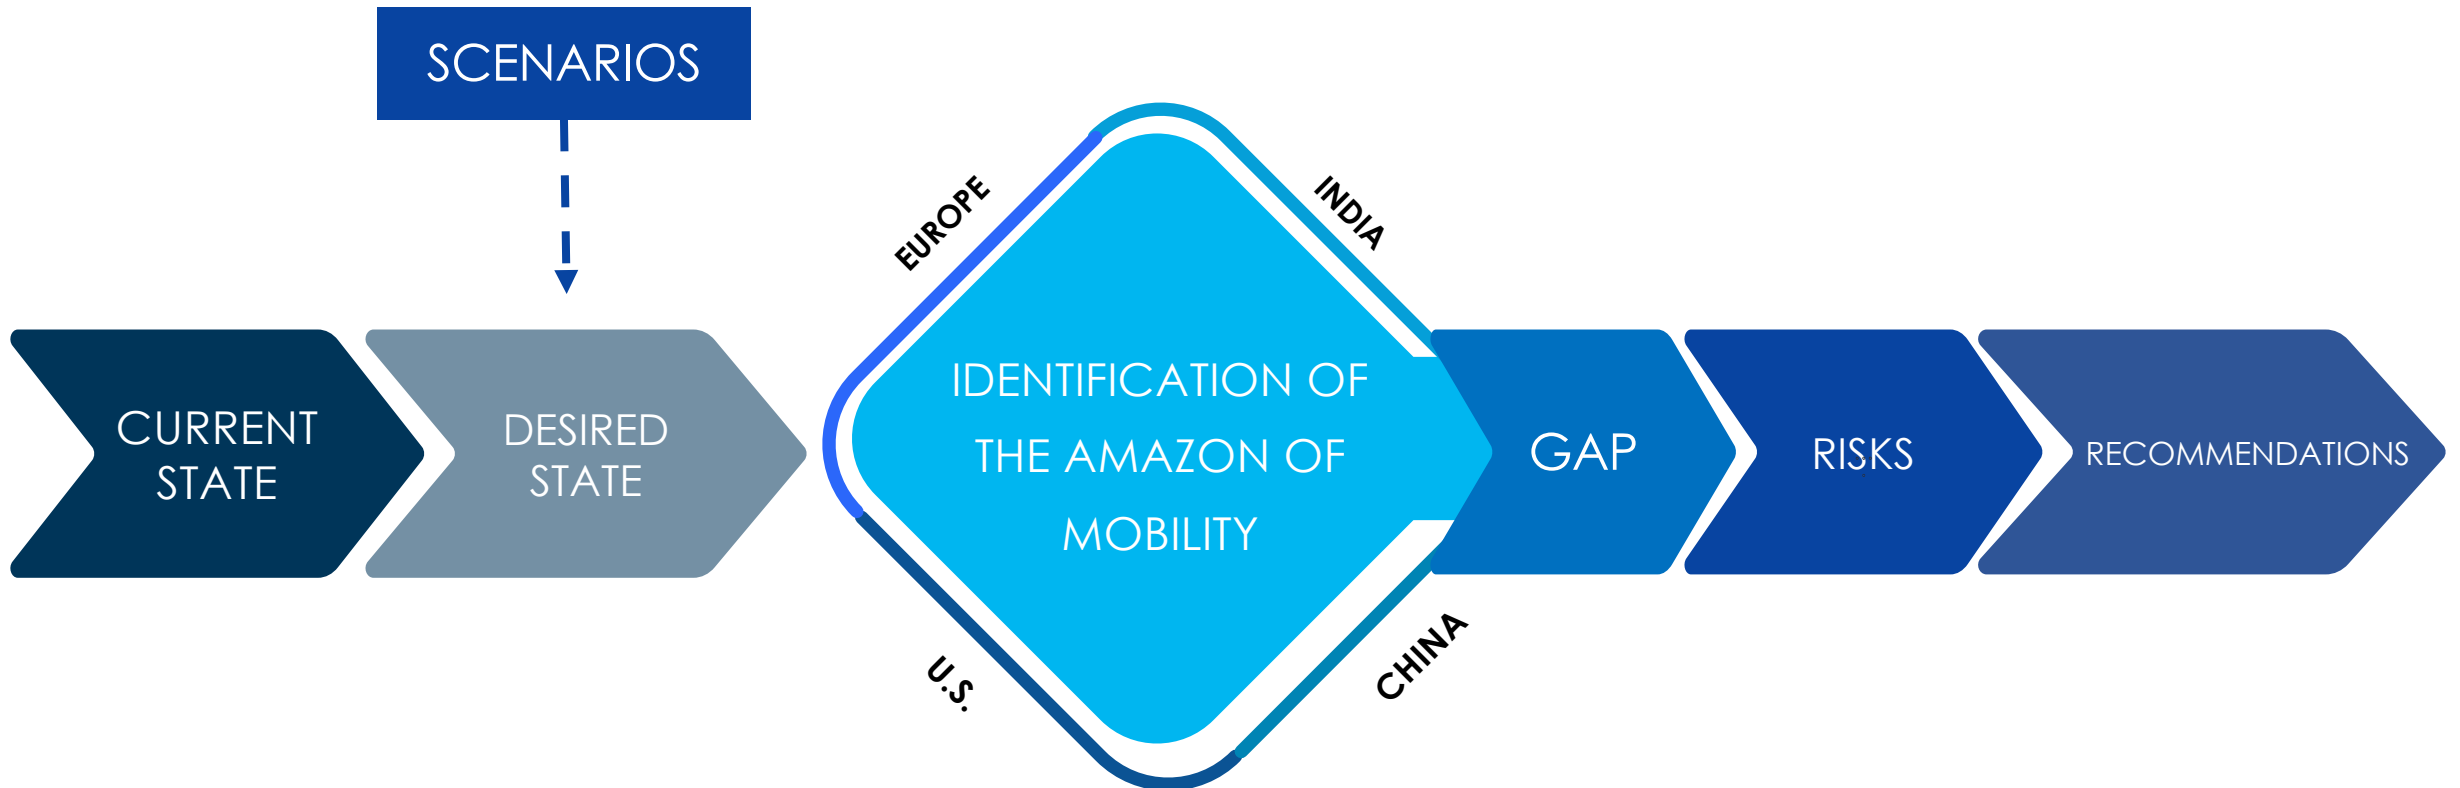 SCENARIOS
EUROPE
INDIA
CURRENT
STATE
DESIRED
STATE
IDENTIFICATION OF
THE AMAZON OF
MOBILITY
GAP
RISKS
RECOMMENDATIONS
U.S.
CHINA